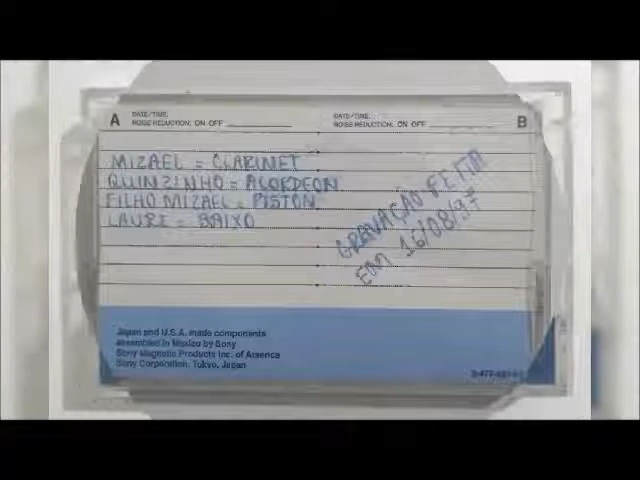 A DATE/TIME: DATE/TIME: B
NOISE REDUCTION: ON OFF NOISE REDUCTION: ON OFF
MIZAEL = CLARINET
QUINZINHO = ACORDEON
FILHO MIZAEL = PISTON
LAURE = BAIXO
GRAVAÇÃO FEITA
EM 16/08/97
Japan and U.S.A. made components
assembled in Mexico by Sony
Sony Magnetic Products Inc. of America
Sony Corporation, Tokyo, Japan